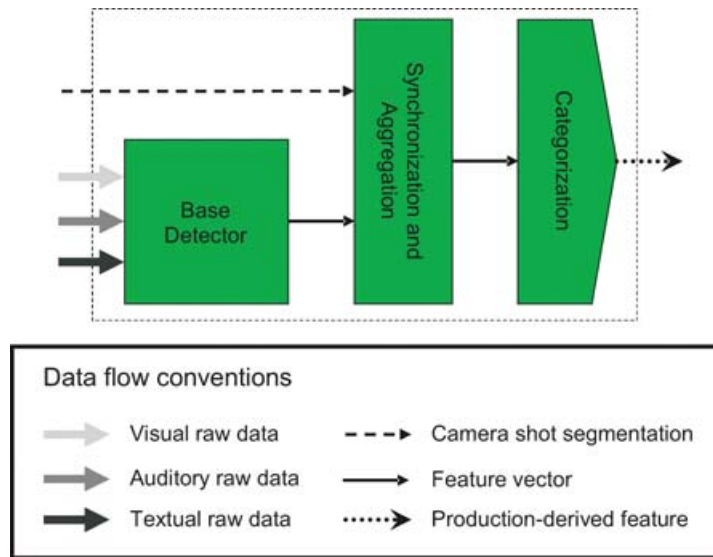 Base
Detector
Synchronization and
Aggregation
Categorization
Data flow conventions
Visual raw data
Camera shot segmentation
Auditory raw data
Feature vector
Textual raw data
Production-derived feature